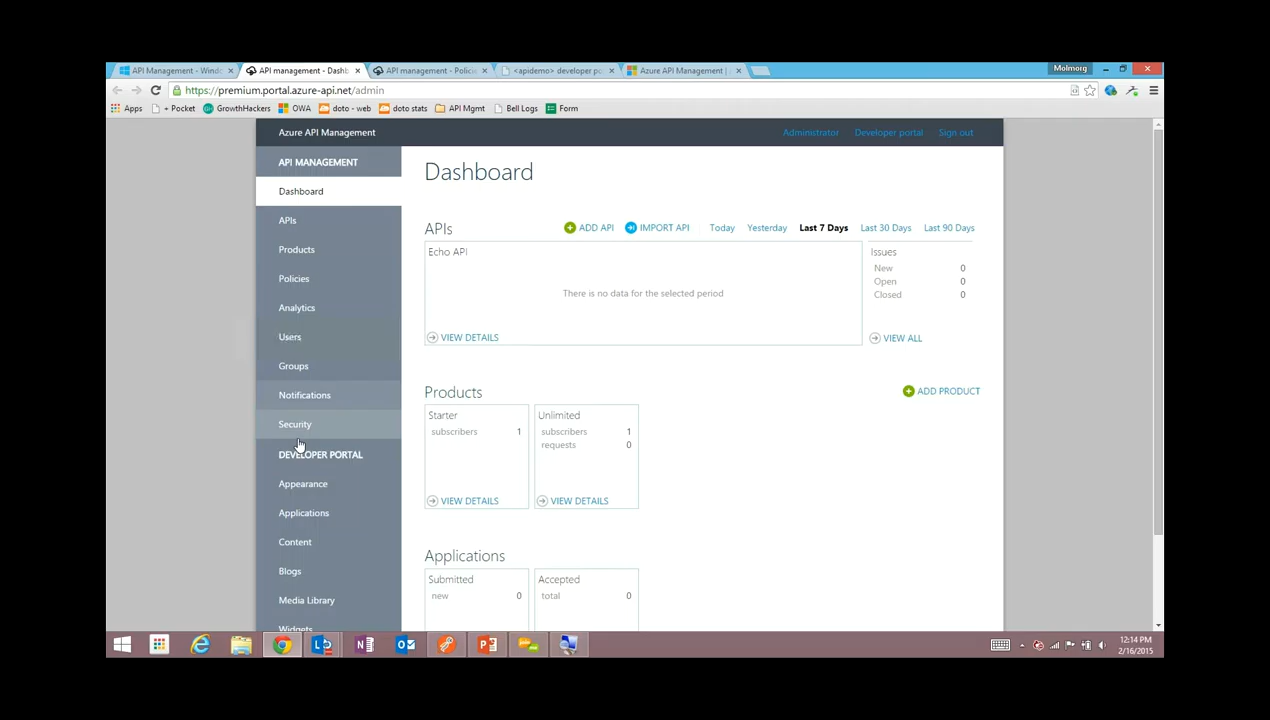 API Management - Windo
API management - Dashb
API management - Policie
<apidemo> developer po
Azure API Management |
Molmorg
https://premium.portal.azure-api.net/admin
Apps
+ Pocket
GrowthHackers
OWA
doto - web
doto stats
API Mgmt
Bell Logs
Form
Azure API Management
Administrator
Developer portal
Sign out
API MANAGEMENT
Dashboard
APIs
Products
Policies
Analytics
Users
Groups
Notifications
Security
DEVELOPER PORTAL
Appearance
Applications
Content
Blogs
Media Library
Widgets
Dashboard
APIs
ADD API
IMPORT API
Today
Yesterday
Last 7 Days
Last 30 Days
Last 90 Days
Echo API
There is no data for the selected period
VIEW DETAILS
Issues
New 0
Open 0
Closed 0
VIEW ALL
Products
ADD PRODUCT
Starter
subscribers 1
VIEW DETAILS
Unlimited
subscribers 1
requests 0
VIEW DETAILS
Applications
Submitted
new 0
Accepted
total 0
12:14 PM
2/16/2015